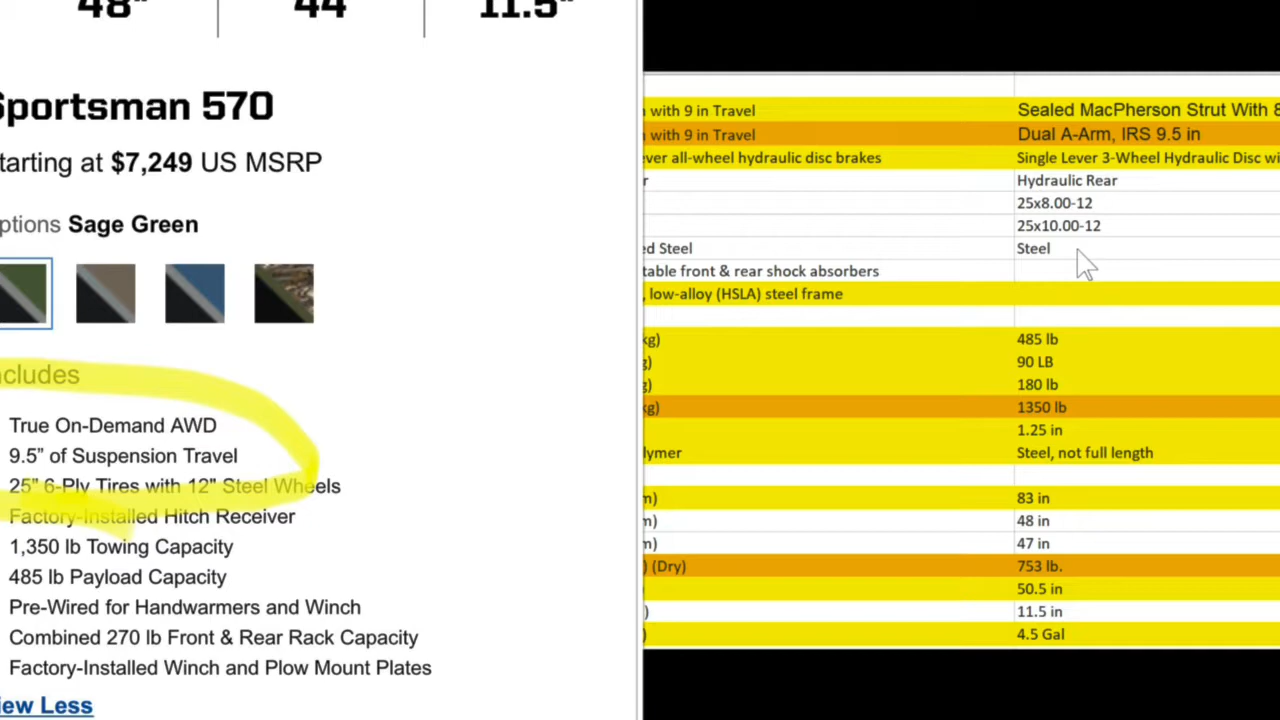 48"
44
11.5"
Sportsman 570
tarting at $7,249 US MSRP
ptions Sage Green
ncludes
True On-Demand AWD
9.5” of Suspension Travel
25" 6-Ply Tires with 12" Steel Wheels
Factory-Installed Hitch Receiver
1,350 lb Towing Capacity
485 lb Payload Capacity
Pre-Wired for Handwarmers and Winch
Combined 270 lb Front & Rear Rack Capacity
Factory-Installed Winch and Plow Mount Plates
iew Less
with 9 in Travel
Sealed MacPherson Strut With 8
with 9 in Travel
Dual A-Arm, IRS 9.5 in
ever all-wheel hydraulic disc brakes
Single Lever 3-Wheel Hydraulic Disc wi
r
Hydraulic Rear
25x8.00-12
25x10.00-12
ed Steel
Steel
table front & rear shock absorbers
, low-alloy (HSLA) steel frame
kg)
485 lb
g)
90 LB
g)
180 lb
kg)
1350 lb
1.25 in
lymer
Steel, not full length
m)
83 in
m)
48 in
m)
47 in
) (Dry)
753 lb.
50.5 in
)
11.5 in
)
4.5 Gal